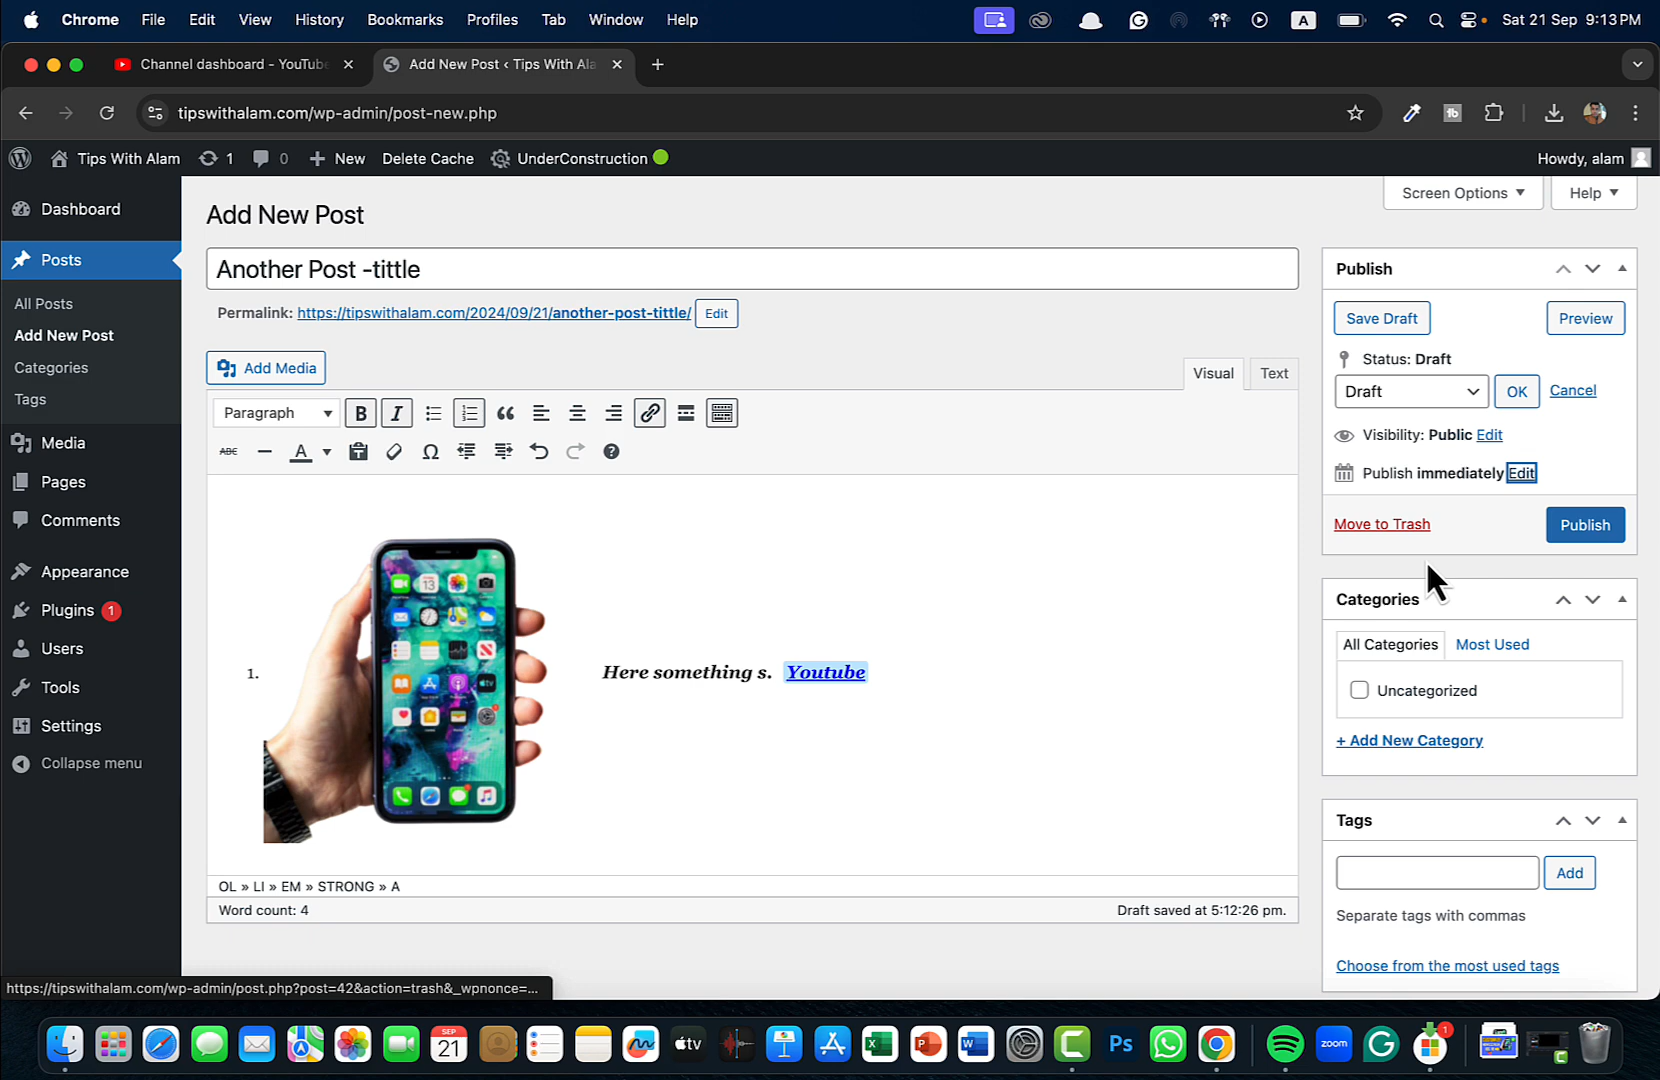 Chrome File Edit View History Bookmarks Profiles Tab Window Help A Sat 21 Sep 9:13 PM
Channel dashboard - YouTube Add New Post ‹ Tips With Ala
tipswithalam.com/wp-admin/post-new.php
Tips With Alam 1 0 New Delete Cache UnderConstruction Howdy, alam
Screen Options Help
Dashboard
Posts
All Posts
Add New Post
Categories
Tags
Media
Pages
Comments
Appearance
Plugins 1
Users
Tools
Settings
Collapse menu
Add New Post
Another Post -tittle
Permalink: https://tipswithalam.com/2024/09/21/another-post-tittle/ Edit
Add Media
Visual Text
Paragraph B I
ABC A Ω
1. Here something s. Youtube
OL » LI » EM » STRONG » A
Word count: 4 Draft saved at 5:12:26 pm.
Publish
Save Draft Preview
Status: Draft
Draft OK Cancel
Visibility: Public Edit
Publish immediately Edit
Move to Trash Publish
Categories
All Categories Most Used
Uncategorized
+ Add New Category
Tags
Add
Separate tags with commas
Choose from the most used tags
https://tipswithalam.com/wp-admin/post.php?post=42&action=trash&_wpnonce=...
SEP
21
tv
Ps
zoom
1